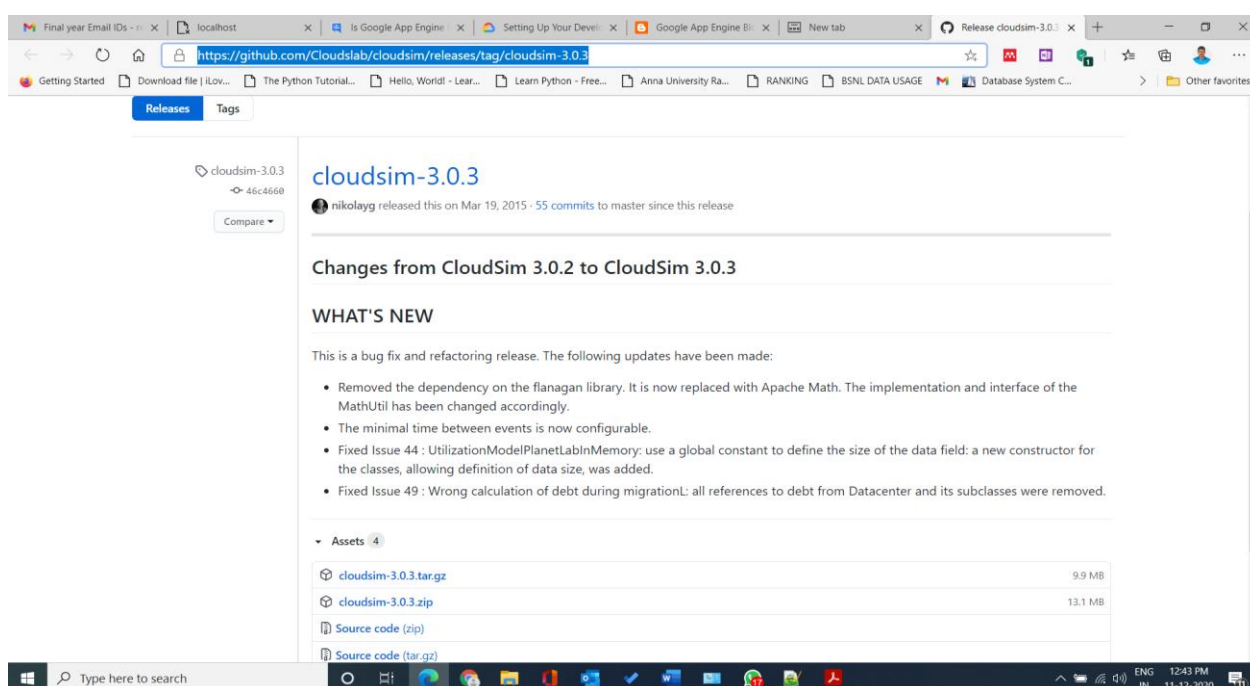 Final year Email IDs - r
localhost
Is Google App Engine
Setting Up Your Devel
Google App Engine Bl
New tab
Release cloudsim-3.0.3
https://github.com/Cloudslab/cloudsim/releases/tag/cloudsim-3.0.3
Getting Started
Download file | iLov...
The Python Tutorial...
Hello, World! - Lear...
Learn Python - Free...
Anna University Ra...
RANKING
BSNL DATA USAGE
Database System C...
Other favorites
Releases
Tags
cloudsim-3.0.3
46c4660
Compare
cloudsim-3.0.3
nikolayg released this on Mar 19, 2015 · 55 commits to master since this release
Changes from CloudSim 3.0.2 to CloudSim 3.0.3
WHAT'S NEW
This is a bug fix and refactoring release. The following updates have been made:
• Removed the dependency on the flanagan library. It is now replaced with Apache Math. The implementation and interface of the
MathUtil has been changed accordingly.
• The minimal time between events is now configurable.
• Fixed Issue 44 : UtilizationModelPlanetLabInMemory: use a global constant to define the size of the data field: a new constructor for
the classes, allowing definition of data size, was added.
• Fixed Issue 49 : Wrong calculation of debt during migrationL: all references to debt from Datacenter and its subclasses were removed.
Assets 4
cloudsim-3.0.3.tar.gz
9.9 MB
cloudsim-3.0.3.zip
13.1 MB
Source code (zip)
Source code (tar.gz)
Type here to search
ENG
12:43 PM
IN
11-12-2020